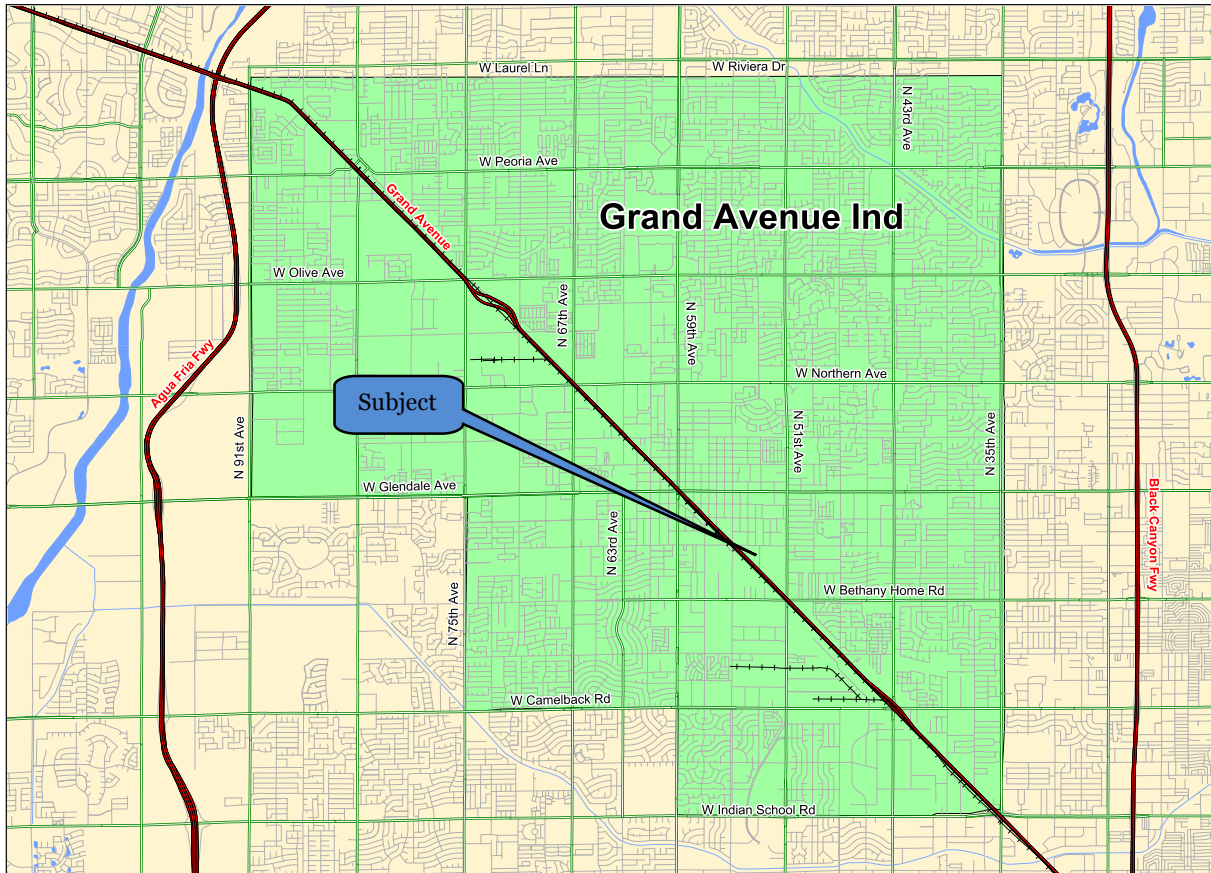 W Laurel Ln
W Riviera Dr
N 43rd Ave
W Peoria Ave
Grand Avenue
Grand Avenue Ind
W Olive Ave
N 67th Ave
N 59th Ave
Agua Fria Fwy
W Northern Ave
Subject
N 91st Ave
N 51st Ave
N 35th Ave
W Glendale Ave
Black Canyon Fwy
N 63rd Ave
N 75th Ave
W Bethany Home Rd
W Camelback Rd
W Indian School Rd